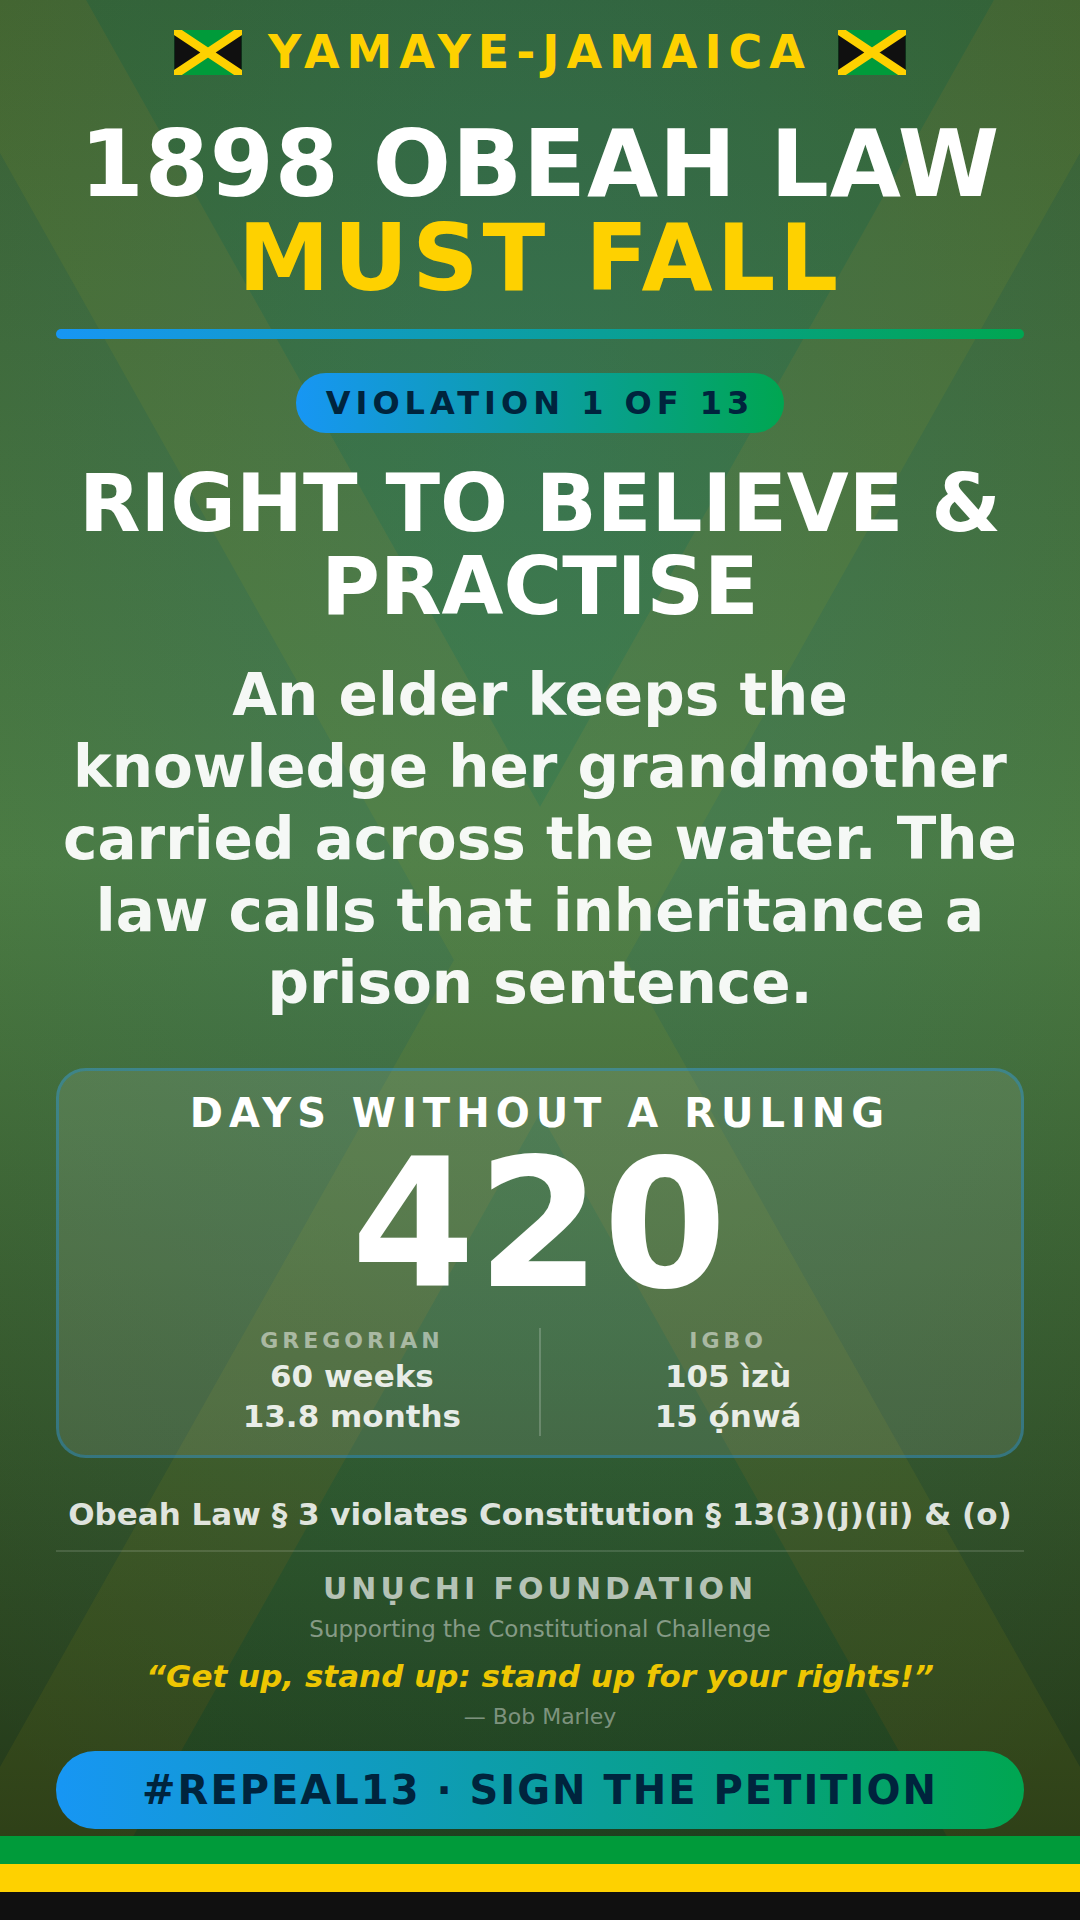 YAMAYE-JAMAICA
1898 OBEAH LAW
MUST FALL
VIOLATION 1 OF 13
RIGHT TO BELIEVE &
PRACTISE
An elder keeps the
knowledge her grandmother
carried across the water. The
law calls that inheritance a
prison sentence.
DAYS WITHOUT A RULING
420
GREGORIAN
60 weeks
13.8 months
IGBO
105 ìzù
15 ọ́nwá
Obeah Law § 3 violates Constitution § 13(3)(j)(ii) & (o)
UNỤCHI FOUNDATION
Supporting the Constitutional Challenge
“Get up, stand up: stand up for your rights!”
— Bob Marley
#REPEAL13 · SIGN THE PETITION